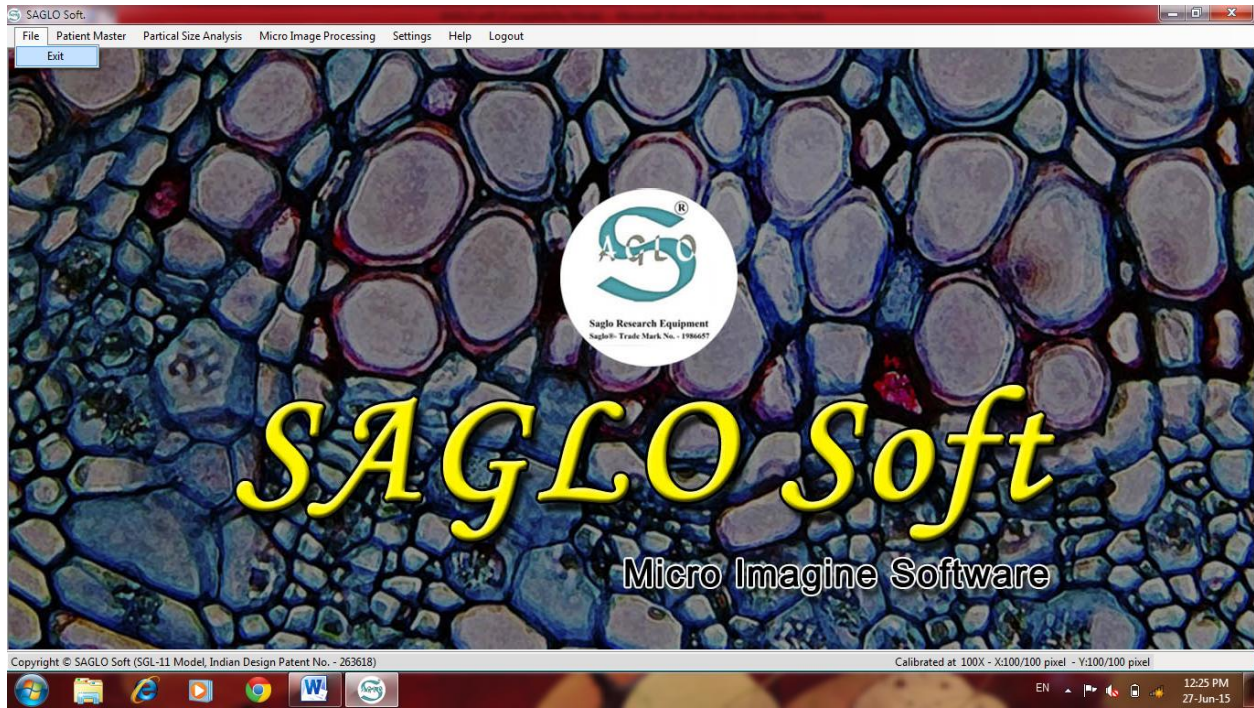 SAGLO Soft.
File Patient Master Partical Size Analysis Micro Image Processing Settings Help Logout
Exit
®
S
AGLO
Saglo Research Equipment
Saglo®- Trade Mark No. - 1986657
SAGLO Soft
Micro Imagine Software
Copyright © SAGLO Soft (SGL-11 Model, Indian Design Patent No. - 263618) Calibrated at 100X - X:100/100 pixel - Y:100/100 pixel
EN 12:25 PM
27-Jun-15